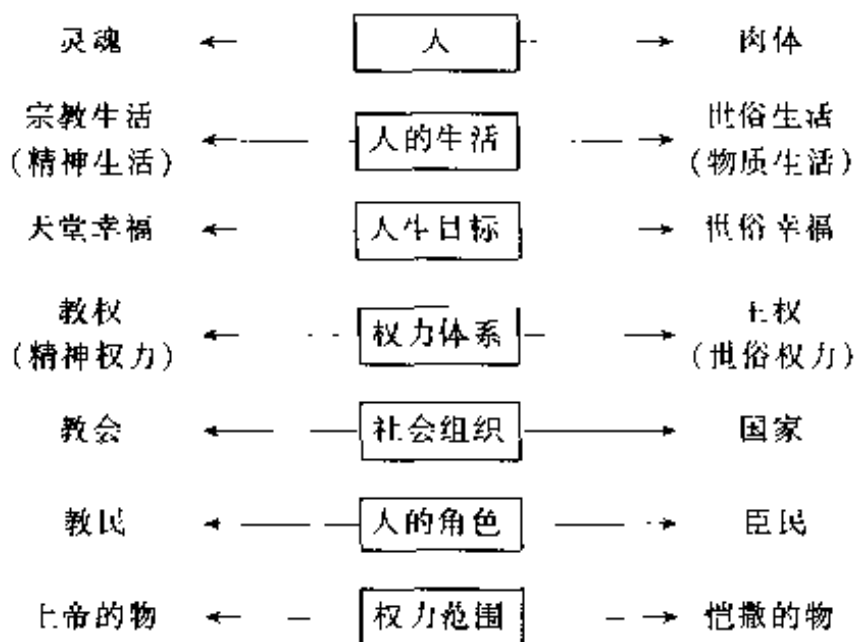 灵魂 人 肉体
宗教生活 人的生活 世俗生活
(精神生活) (物质生活)
天堂幸福 人生目标 世俗幸福
教权 权力体系 王权
(精神权力) (世俗权力)
教会 社会组织 国家
教民 人的角色 臣民
上帝的物 权力范围 恺撒的物